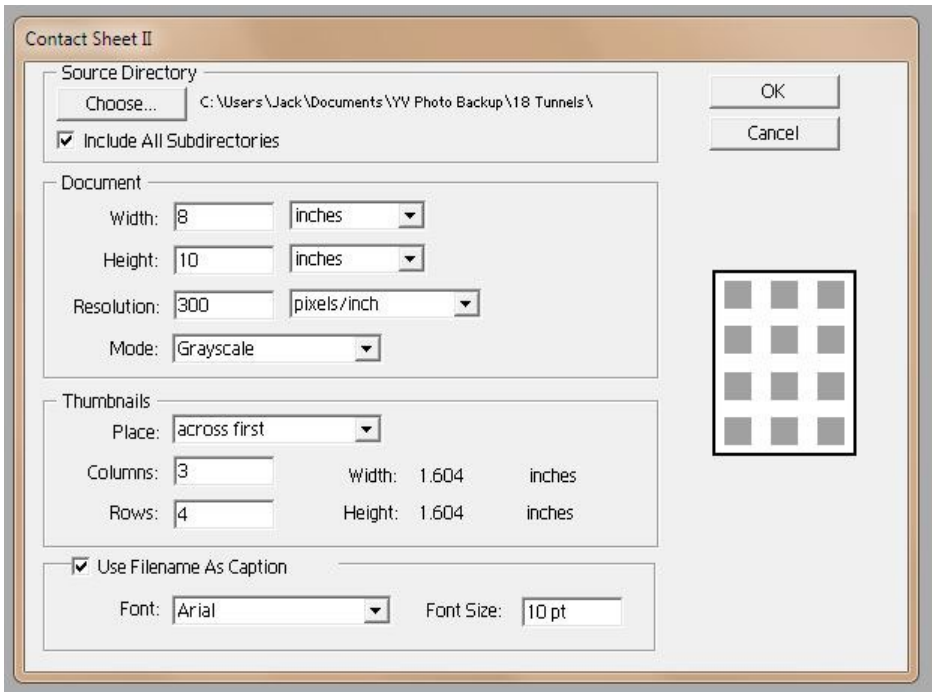 Contact Sheet II
Source Directory
Choose... C:\Users\Jack\Documents\YV Photo Backup\18 Tunnels\
Include All Subdirectories
OK
Cancel
Document
Width: 8 inches
Height: 10 inches
Resolution: 300 pixels/inch
Mode: Grayscale
Thumbnails
Place: across first
Columns: 3 Width: 1.604 inches
Rows: 4 Height: 1.604 inches
Use Filename As Caption
Font: Arial Font Size: 10 pt